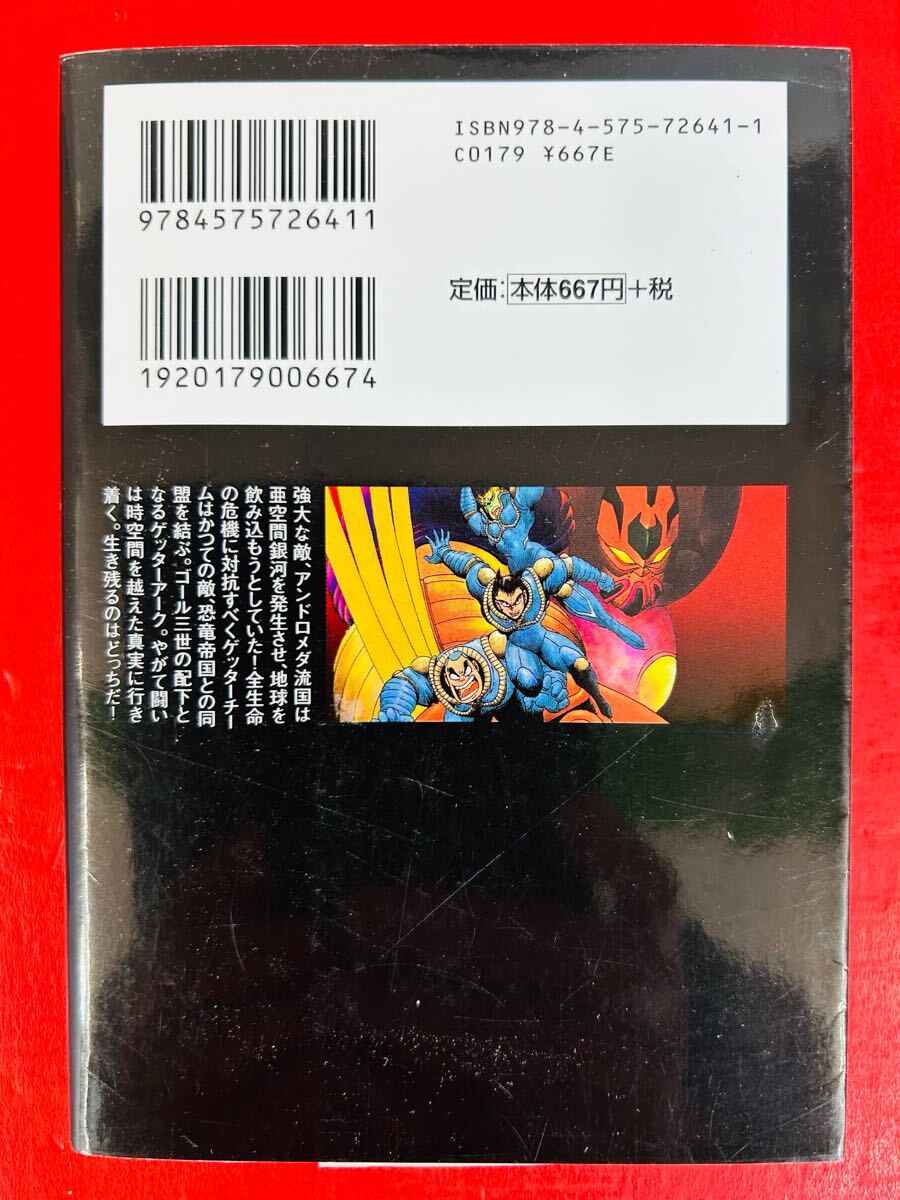 ISBN978-4-575-72641-1
C0179 ¥667E
9784575726411
定価:本体667円+税
1920179006674
強大な敵、アンドロメダ流国は
亜空間銀河を発生させ、地球を
飲み込もうとしていた!全生命
の危機に対抗すべくゲッターチー
ムはかつての敵、恐竜帝国との同
盟を結ぶ。ゴール三世の配下と
なるゲッターアーク。やがて闘い
は時空間を越えた真実に行き
着く。生き残るのはどっちだ!